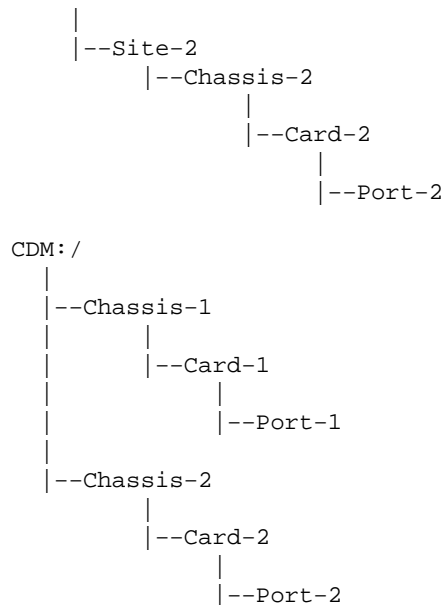 |
|--Site-2
|--Chassis-2
|
|--Card-2
|
|--Port-2
CDM:/
|
|--Chassis-1
| |
| |--Card-1
| |
| |--Port-1
|
|--Chassis-2
|
|--Card-2
|
|--Port-2